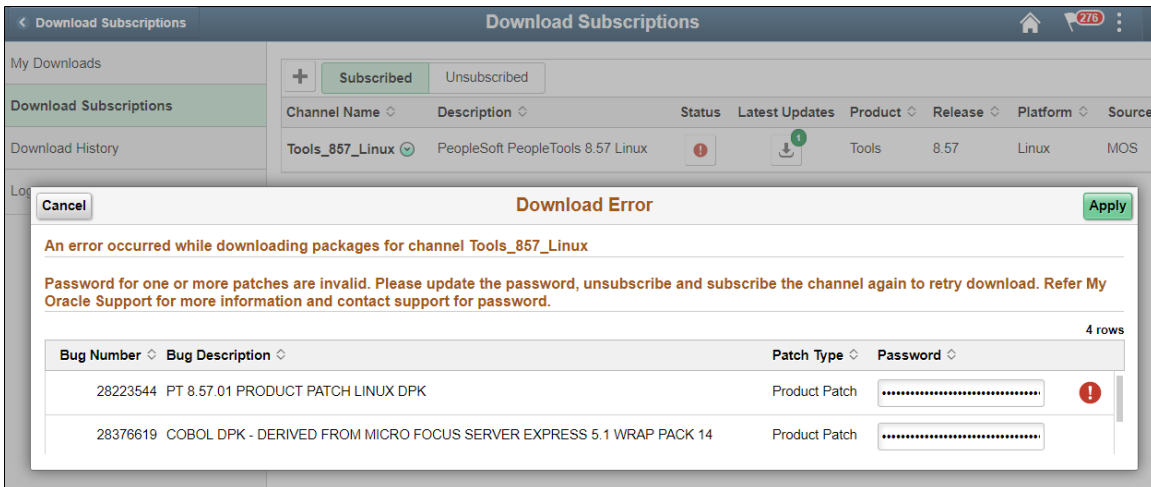 Download Subscriptions
Download Subscriptions
276
My Downloads
Download Subscriptions
Download History
Subscribed Unsubscribed
Channel Name Description Status Latest Updates Product Release Platform Source
Tools_857_Linux PeopleSoft PeopleTools 8.57 Linux 1 Tools 8.57 Linux MOS
Cancel Download Error Apply
An error occurred while downloading packages for channel Tools_857_Linux
Password for one or more patches are invalid. Please update the password, unsubscribe and subscribe the channel again to retry download. Refer My
Oracle Support for more information and contact support for password.
4 rows
Bug Number Bug Description Patch Type Password
28223544 PT 8.57.01 PRODUCT PATCH LINUX DPK Product Patch
28376619 COBOL DPK - DERIVED FROM MICRO FOCUS SERVER EXPRESS 5.1 WRAP PACK 14 Product Patch